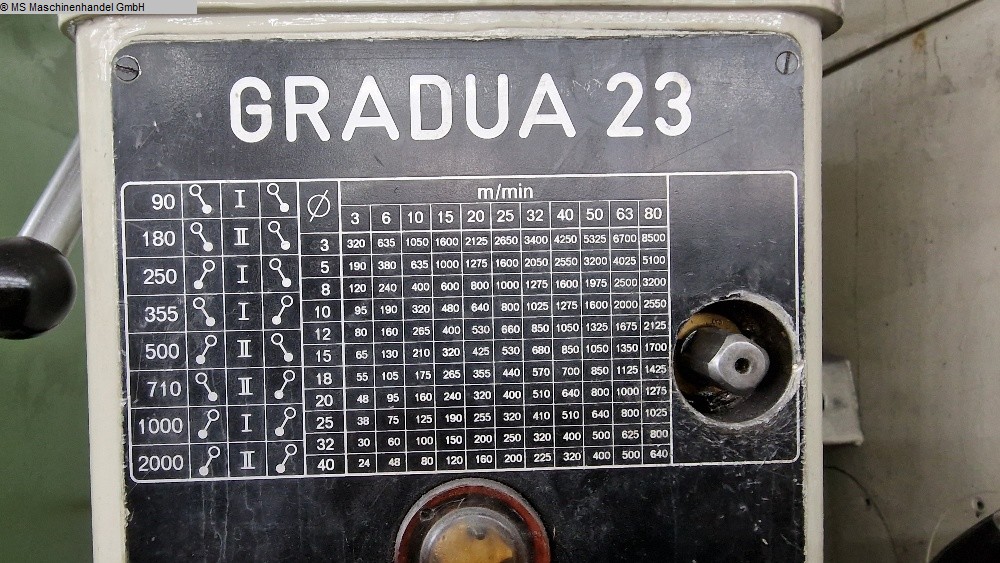 © MS Maschinenhandel GmbH
GRADUA 23
90 I
180 II
250 I
355 I
500 II
710 II
1000 I
2000 II
∅ m/min
3 6 10 15 20 25 32 40 50 63 80
3 320 635 1050 1600 2125 2650 3400 4250 5325 6700 8500
5 190 380 635 1000 1275 1600 2050 2550 3200 4025 5100
8 120 240 400 600 800 1000 1275 1600 1975 2500 3200
10 95 190 320 480 640 800 1025 1275 1600 2000 2550
12 80 160 265 400 530 660 850 1050 1325 1675 2125
15 65 130 210 320 425 530 680 850 1050 1350 1700
18 55 105 175 265 355 440 570 700 850 1125 1425
20 48 95 160 240 320 400 510 640 800 1000 1275
25 38 75 125 190 255 320 410 510 640 800 1025
32 30 60 100 150 200 250 320 400 500 625 800
40 24 48 80 120 160 200 225 320 400 500 640